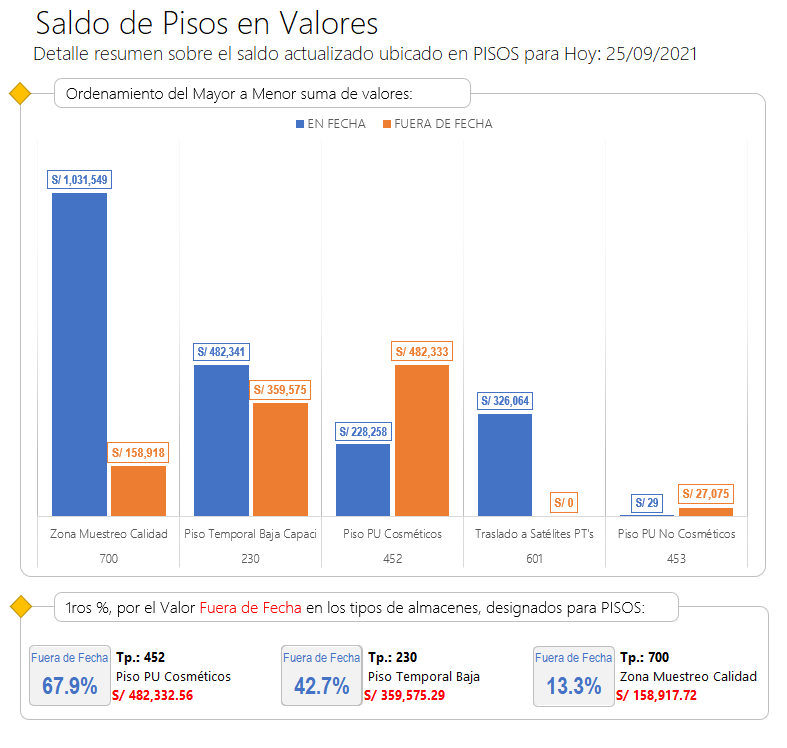 Saldo de Pisos en Valores
Detalle resumen sobre el saldo actualizado ubicado en PISOS para Hoy: 25/09/2021
Ordenamiento del Mayor a Menor suma de valores:
EN FECHA FUERA DE FECHA
S/ 1,031,549
S/ 158,918
S/ 482,341
S/ 359,575
S/ 228,258
S/ 482,333
S/ 326,064
S/ 0
S/ 29
S/ 27,075
Zona Muestreo Calidad Piso Temporal Baja Capaci Piso PU Cosméticos Traslado a Satélites PT's Piso PU No Cosméticos
700 230 452 601 453
1ros %, por el Valor Fuera de Fecha en los tipos de almacenes, designados para PISOS:
Fuera de Fecha
67.9%
Tp.: 452
Piso PU Cosméticos
S/ 482,332.56
Fuera de Fecha
42.7%
Tp.: 230
Piso Temporal Baja
S/ 359,575.29
Fuera de Fecha
13.3%
Tp.: 700
Zona Muestreo Calidad
S/ 158,917.72